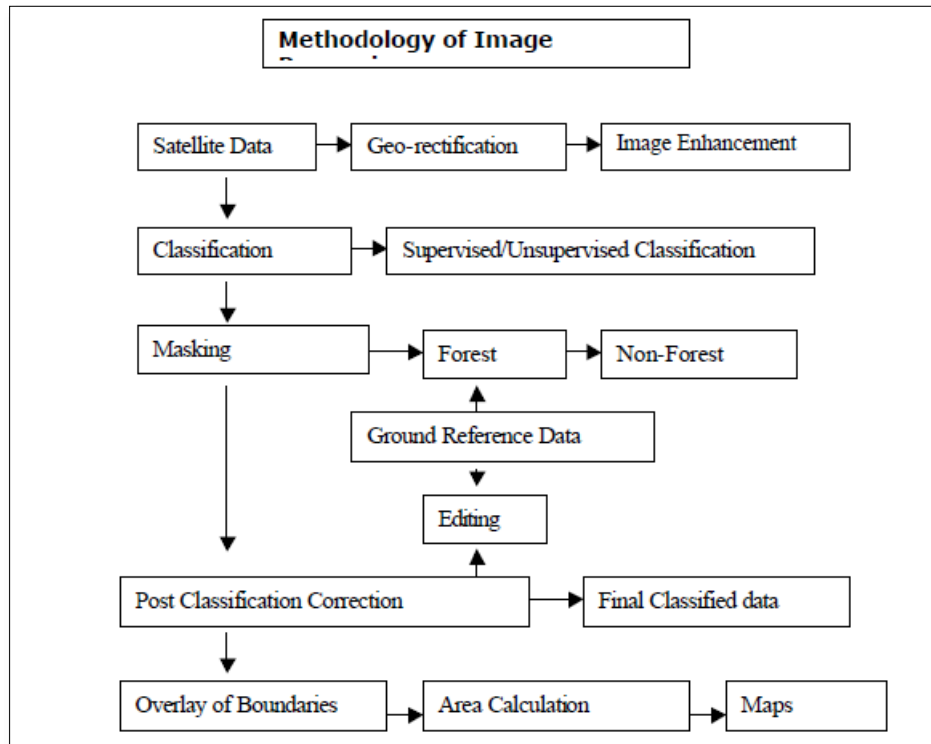 Methodology of Image
Satellite Data
Geo-rectification
Image Enhancement
Classification
Supervised/Unsupervised Classification
Masking
Forest
Non-Forest
Ground Reference Data
Editing
Post Classification Correction
Final Classified data
Overlay of Boundaries
Area Calculation
Maps